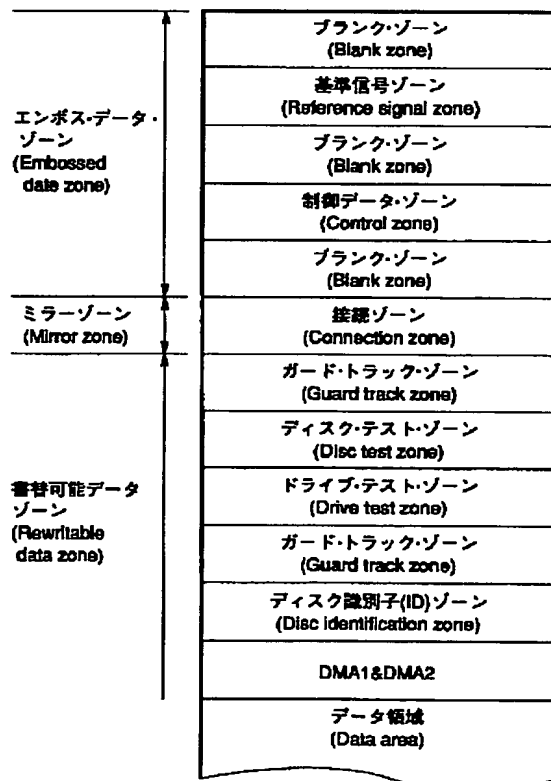 ブランク・ゾーン
(Blank zone)
基準信号ゾーン
(Reference signal zone)
エンボス・データ・
ゾーン
(Embossed
date zone)
ブランク・ゾーン
(Blank zone)
制御データ・ゾーン
(Control zone)
ブランク・ゾーン
(Blank zone)
ミラーゾーン
(Mirror zone)
接続ゾーン
(Connection zone)
ガード・トラック・ゾーン
(Guard track zone)
ディスク・テスト・ゾーン
(Disc test zone)
書替可能データ
ゾーン
(Rewritable
data zone)
ドライブ・テスト・ゾーン
(Drive test zone)
ガード・トラック・ゾーン
(Guard track zone)
ディスク識別子(ID)ゾーン
(Disc identification zone)
DMA1&DMA2
データ領域
(Data area)